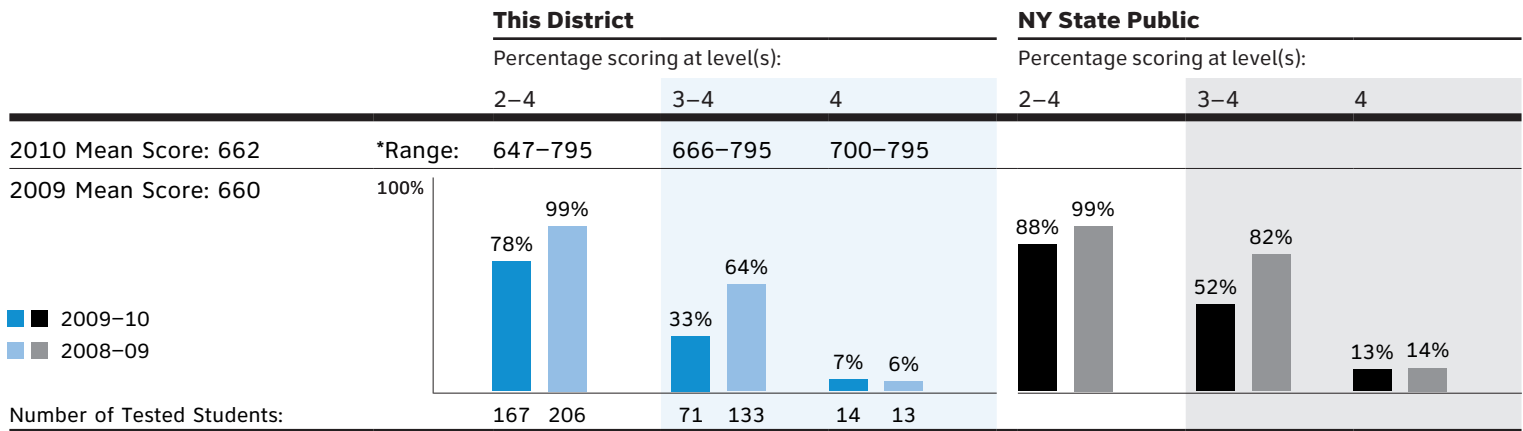 This District NY State Public
Percentage scoring at level(s): Percentage scoring at level(s):
2–4 3–4 4 2–4 3–4 4
2010 Mean Score: 662 *Range: 647–795 666–795 700–795
2009 Mean Score: 660 100%
78% 99% 33% 64% 7% 6% 88% 99% 52% 82% 13% 14%
2009–10
2008–09
Number of Tested Students: 167 206 71 133 14 13